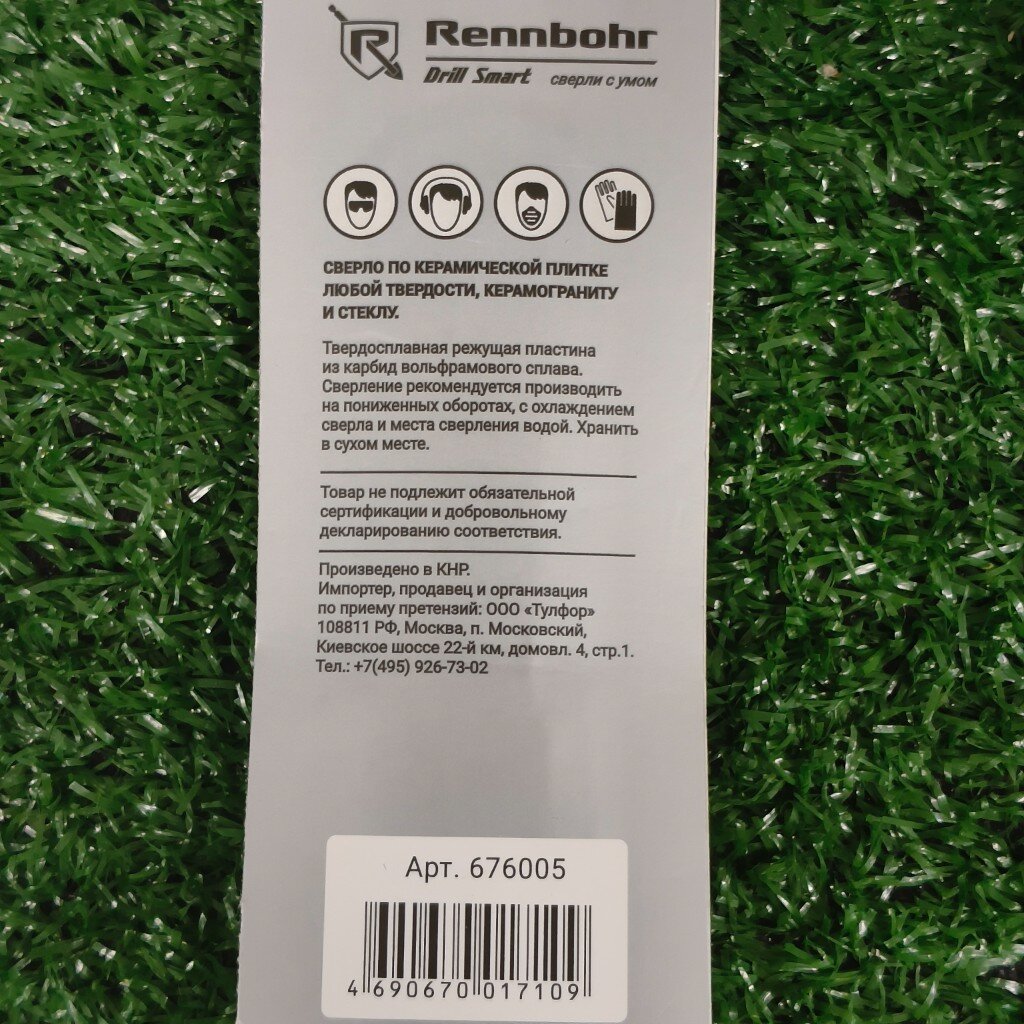 R Rennbohr
Drill Smart сверли с умом
СВЕРЛО ПО КЕРАМИЧЕСКОЙ ПЛИТКЕ
ЛЮБОЙ ТВЕРДОСТИ, КЕРАМОГРАНИТУ
И СТЕКЛУ.
Твердосплавная режущая пластина
из карбид вольфрамового сплава.
Сверление рекомендуется производить
на пониженных оборотах, с охлаждением
сверла и места сверления водой. Хранить
в сухом месте.
Товар не подлежит обязательной
сертификации и добровольному
декларированию соответствия.
Произведено в КНР.
Импортер, продавец и организация
по приему претензий: ООО «Тулфор»
108811 РФ, Москва, п. Московский,
Киевское шоссе 22-й км, домовл. 4, стр.1.
Тел.: +7(495) 926-73-02
Арт. 676005
4 690670 017109